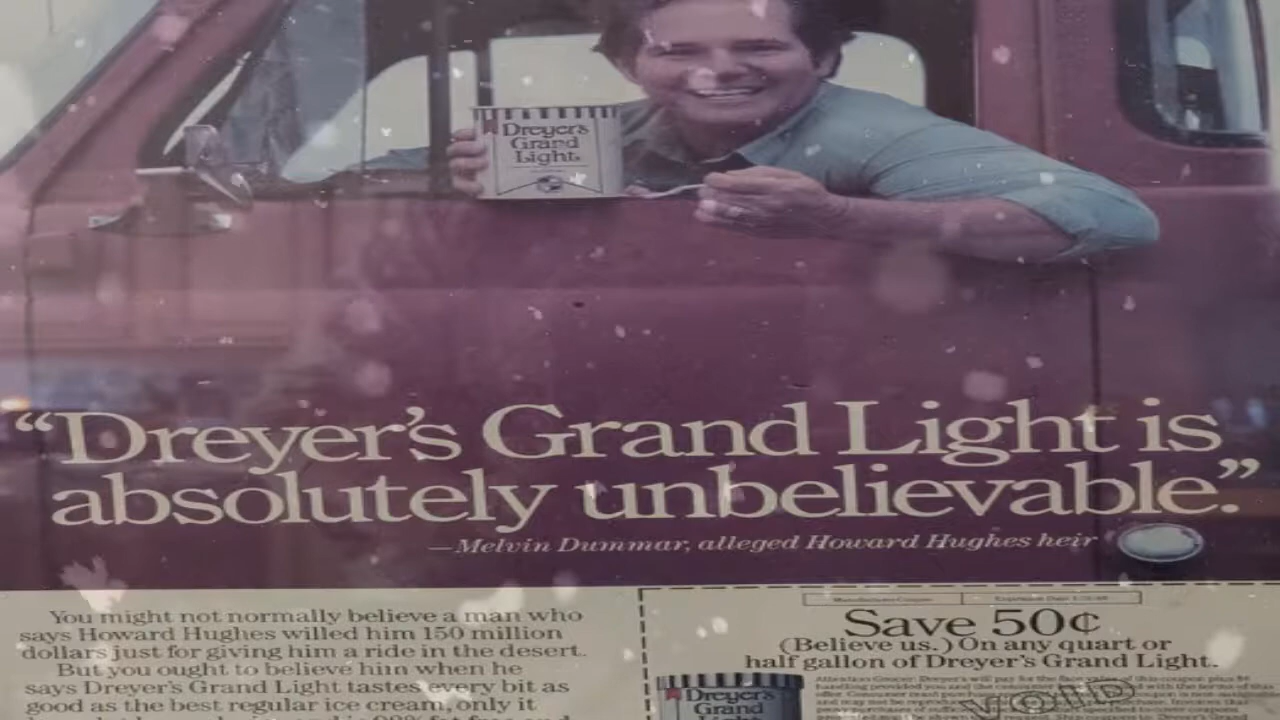 Dreyer's
Grand
Light.
“Dreyer's Grand Light is
absolutely unbelievable.”
—Melvin Dummar, alleged Howard Hughes heir
You might not normally believe a man who
says Howard Hughes willed him 150 million
dollars just for giving him a ride in the desert.
But you ought to believe him when he
says Dreyer's Grand Light tastes every bit as
good as the best regular ice cream, only it
Manufacturers Coupon
Save 50¢
(Believe us.) On any quart or
half gallon of Dreyer's Grand Light.
Dreyer's
Grand
Light
VOID